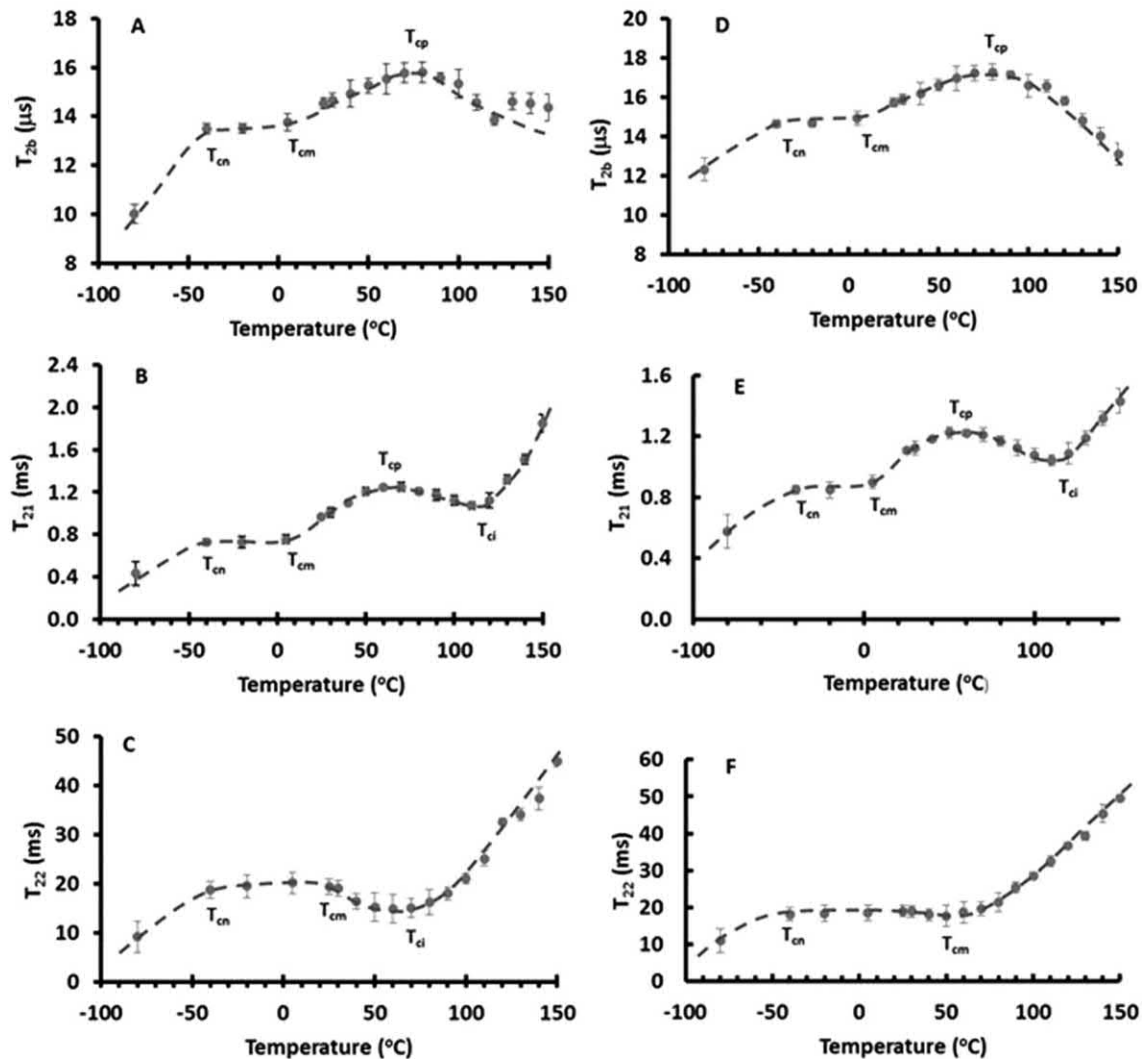 A
T2b (μs)
18
16
14
12
10
8
Tcn
Tcm
Tcp
-100 -50 0 50 100 150
Temperature (oC)
D
T2b (μs)
20
18
16
14
12
10
8
Tcn
Tcm
Tcp
-100 -50 0 50 100 150
Temperature (oC)
B
T21 (ms)
2.4
2.0
1.6
1.2
0.8
0.4
0.0
Tcn
Tcm
Tcp
Tci
-100 -50 0 50 100 150
Temperature (oC)
E
T21 (ms)
1.6
1.2
0.8
0.4
0.0
Tcn
Tcm
Tcp
Tci
-100 0 100
Temperature (oC)
C
T22 (ms)
50
40
30
20
10
0
Tcn
Tcm
Tci
-100 -50 0 50 100 150
Temperature (oC)
F
T22 (ms)
60
50
40
30
20
10
0
Tcn
Tcm
-100 -50 0 50 100 150
Temperature (oC)